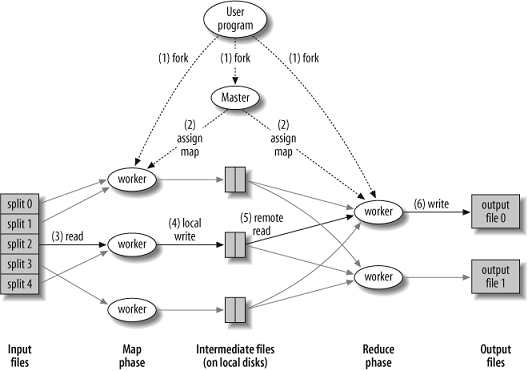 User
program
(1) fork
(1) fork
(1) fork
Master
(2)
assign
map
(2)
assign
map
worker
split 0
split 1
split 2
split 3
split 4
(3) read
(4) local
write
worker
(5) remote
read
worker
(6) write
output
file 0
worker
output
file 1
worker
Input
files
Map
phase
Intermediate files
(on local disks)
Reduce
phase
Output
files